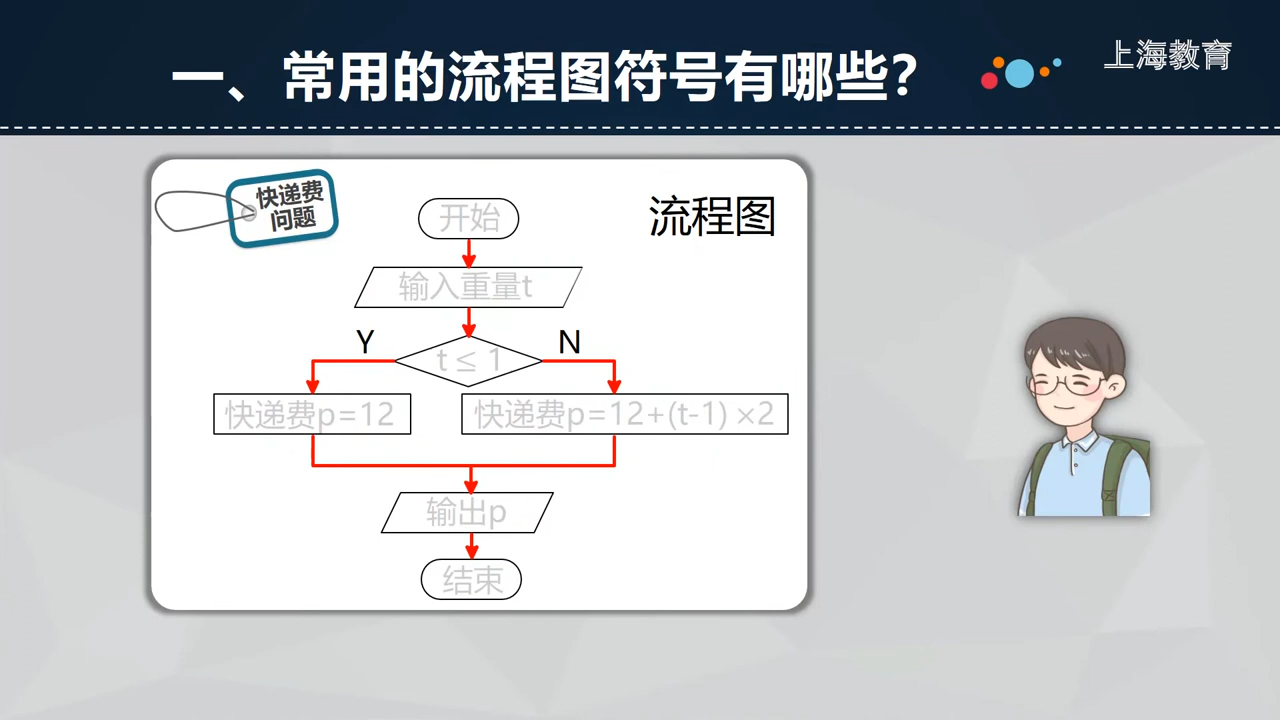 一、常用的流程图符号有哪些?
上海教育
快递费
问题
流程图
开始
输入重量t
Y
N
t ≤ 1
快递费p=12
快递费p=12+(t-1) ×2
输出p
结束